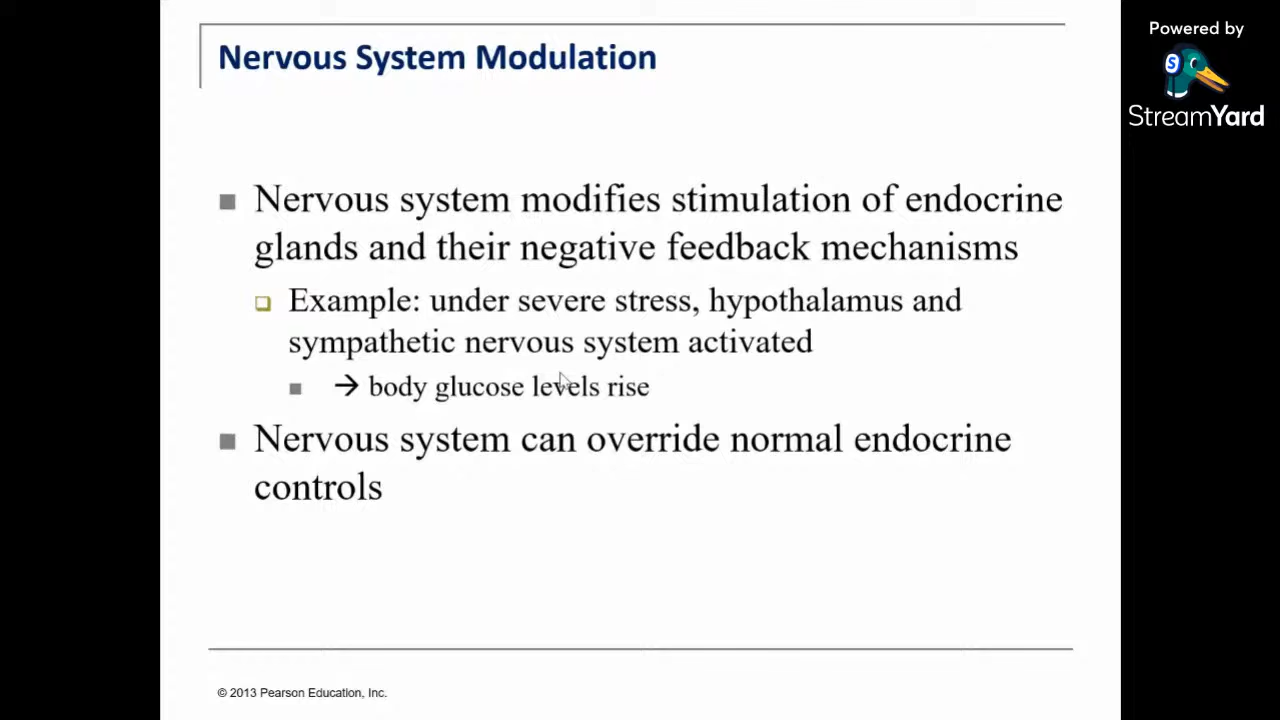 Powered by
StreamYard
Nervous System Modulation
Nervous system modifies stimulation of endocrine
glands and their negative feedback mechanisms
Example: under severe stress, hypothalamus and
sympathetic nervous system activated
→ body glucose levels rise
Nervous system can override normal endocrine
controls
© 2013 Pearson Education, Inc.